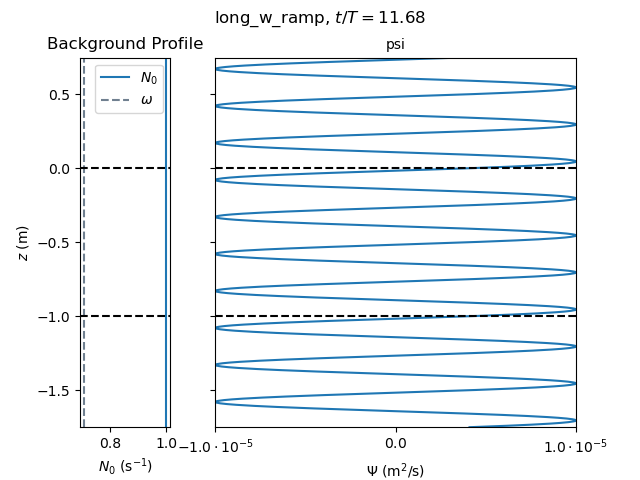 long_w_ramp, t/T = 11.68
Background Profile
psi
N₀
ω
0.5
0.0
−0.5
−1.0
−1.5
z (m)
0.8
1.0
−1.0 · 10⁻⁵
0.0
1.0 · 10⁻⁵
N₀ (s⁻¹)
Ψ (m²/s)